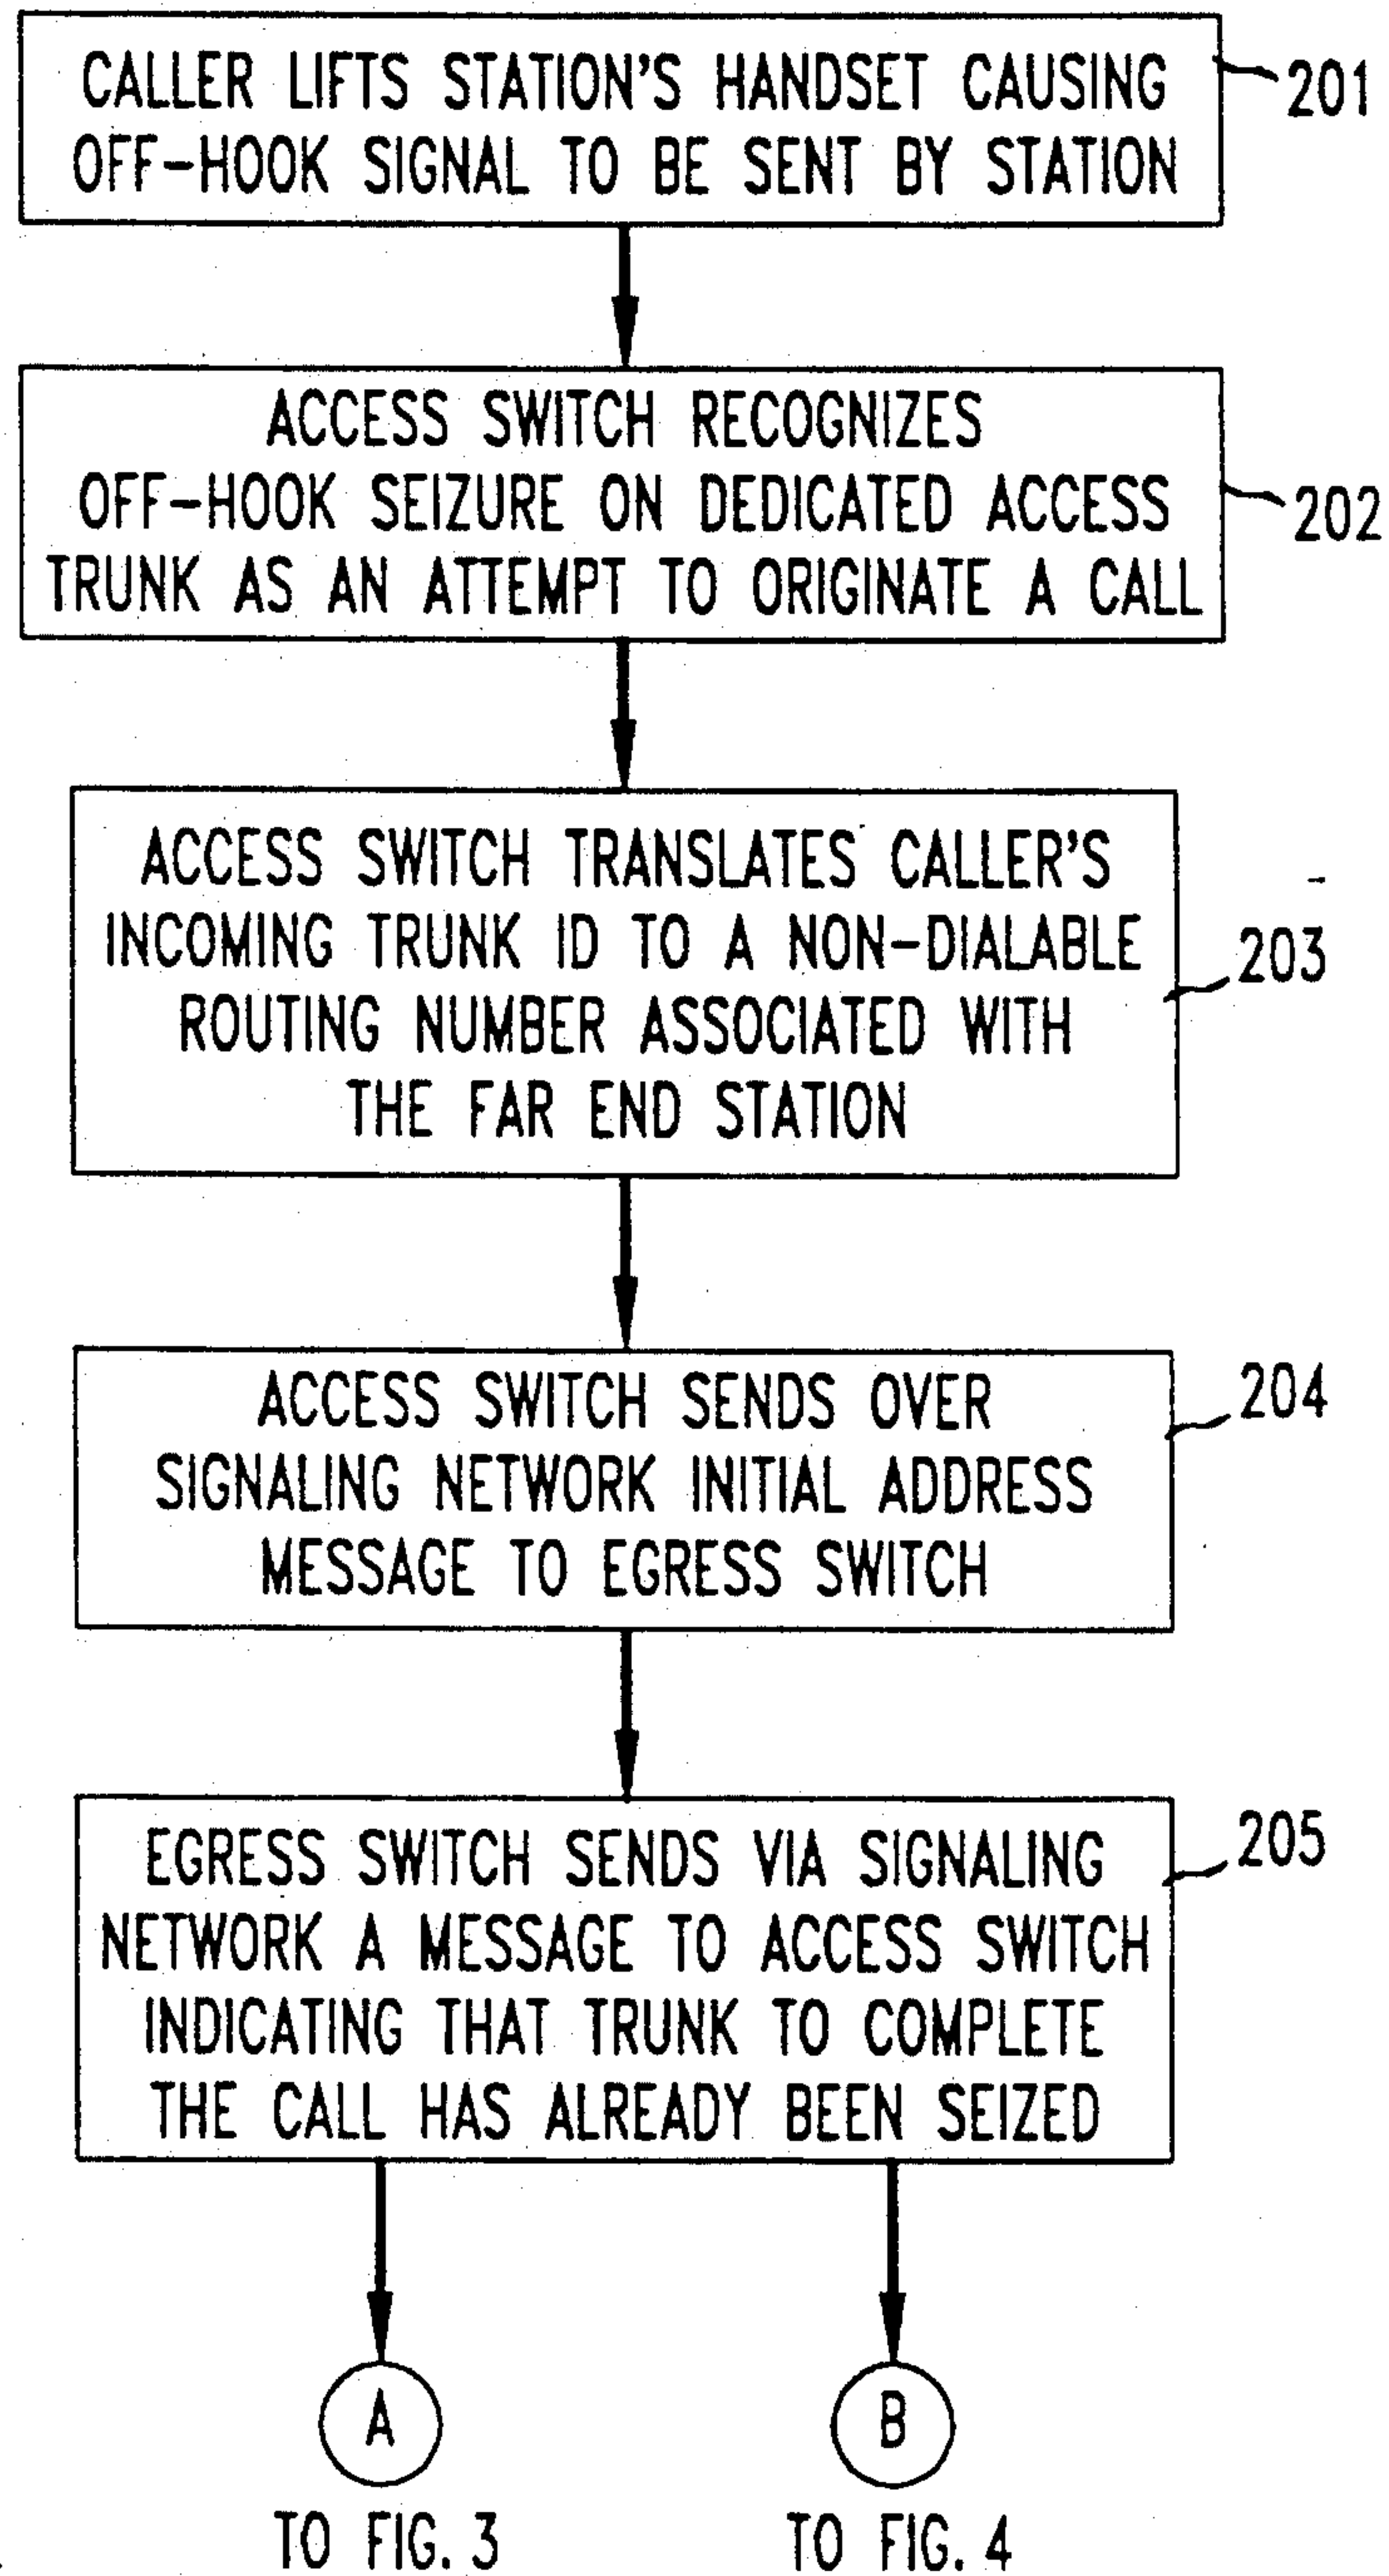 CALLER LIFTS STATION'S HANDSET CAUSING
OFF-HOOK SIGNAL TO BE SENT BY STATION
201
ACCESS SWITCH RECOGNIZES
OFF-HOOK SEIZURE ON DEDICATED ACCESS
TRUNK AS AN ATTEMPT TO ORIGINATE A CALL
202
ACCESS SWITCH TRANSLATES CALLER'S
INCOMING TRUNK ID TO A NON-DIALABLE
ROUTING NUMBER ASSOCIATED WITH
THE FAR END STATION
203
ACCESS SWITCH SENDS OVER
SIGNALING NETWORK INITIAL ADDRESS
MESSAGE TO EGRESS SWITCH
204
EGRESS SWITCH SENDS VIA SIGNALING
NETWORK A MESSAGE TO ACCESS SWITCH
INDICATING THAT TRUNK TO COMPLETE
THE CALL HAS ALREADY BEEN SEIZED
205
A
TO FIG. 3
B
TO FIG. 4